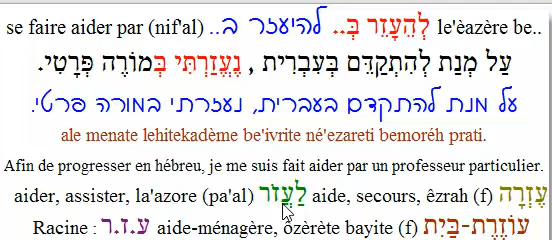 se faire aider par (nif'al) להיעזר ב.. לְהֵעָזֵר בְּ.. le'èazère be..
עַל מְנַת לְהִתְקַדֵּם בְּעִבְרִית , נֶעֱזַרְתִּי בְּמוֹרֶה פְּרָטִי.
על מנת להתקדם בעברית, נעזרתי במורה פרטי.
ale menate lehitekadème be'ivrite né'ezareti bemoréh prati.
Afin de progresser en hébreu, je me suis fait aider par un professeur particulier.
aider, assister, la'azore (pa'al) לַעֲזֹר aide, secours, êzrah (f) עֶזְרָה
Racine : ע.ז.ר aide-ménagère, ozèrète bayite (f) עוֹזֶרֶת-בַּיִת